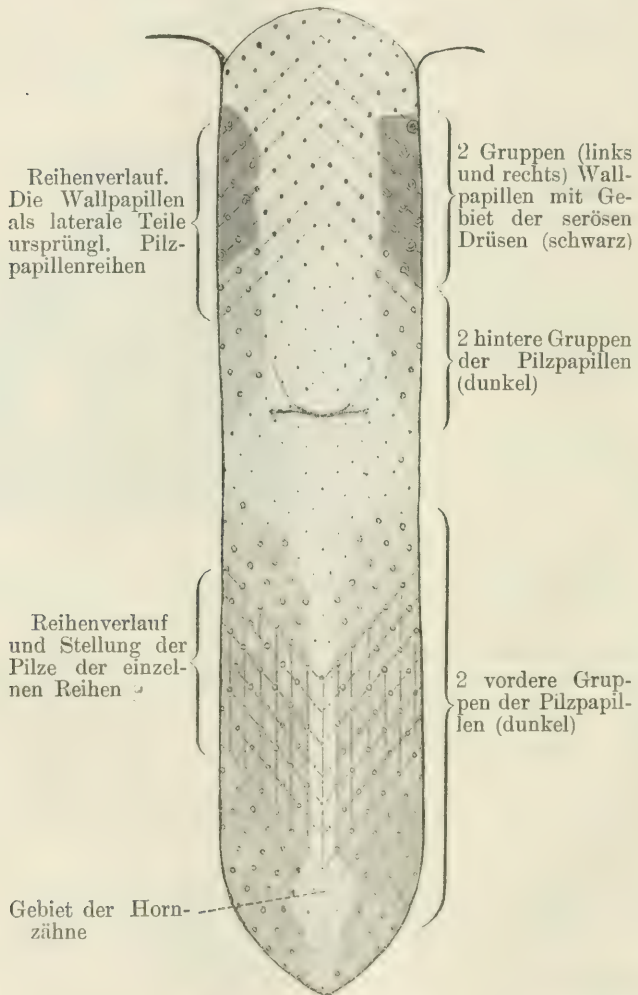 Reihenverlauf.
Die Wallpapillen
als laterale Teile
ursprüngl. Pilz-
papillenreihen
2 Gruppen (links
und rechts) Wall-
papillen mit Ge-
biet der serösen
Drüsen (schwarz)
2 hintere Gruppen
der Pilzpapillen
(dunkel)
Reihenverlauf
und Stellung der
Pilze der einzel-
nen Reihen
2 vordere Grup-
pen der Pilzpapil-
len (dunkel)
Gebiet der Horn-
zähne